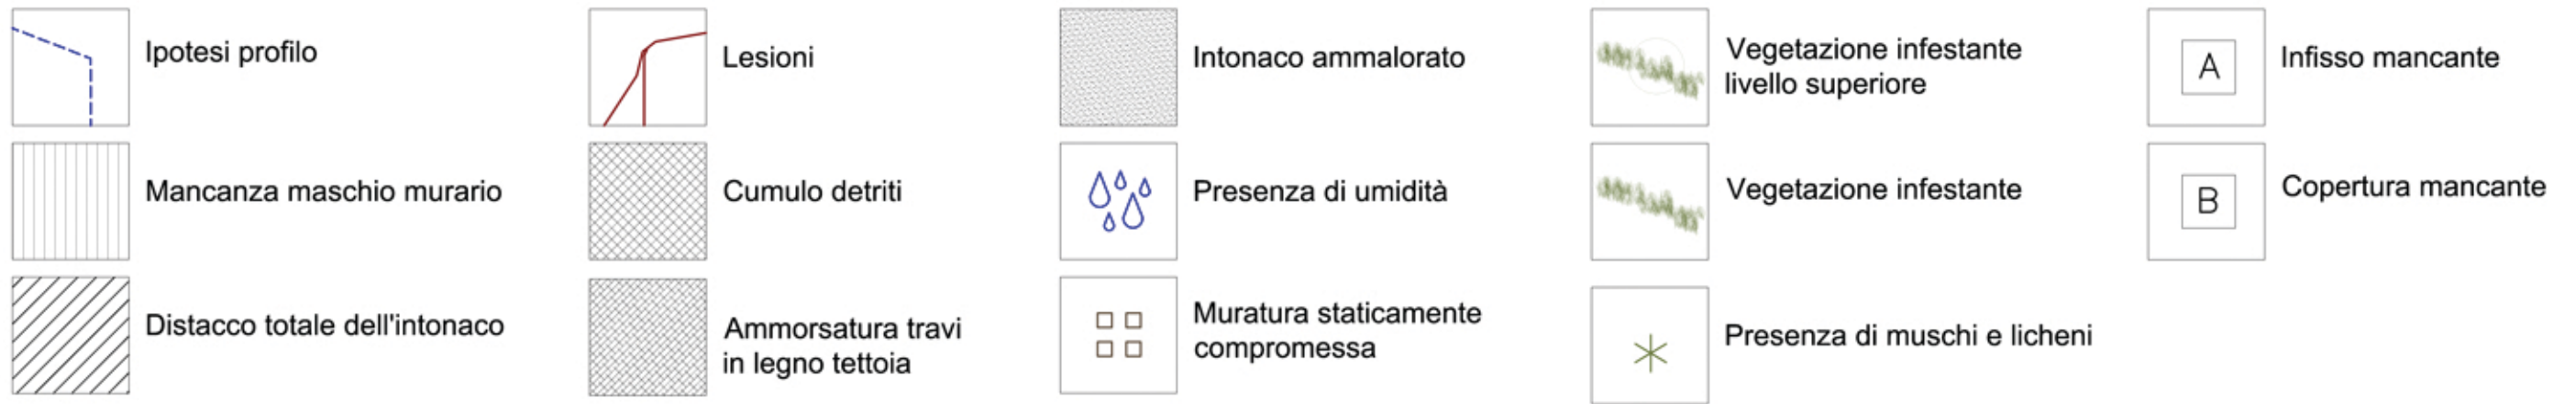 Ipotesi profilo
Mancanza maschio murario
Distacco totale dell'intonaco
Lesioni
Cumulo detriti
Ammorsatura travi
in legno tettoia
Intonaco ammalorato
Presenza di umidità
Muratura staticamente
compromessa
Vegetazione infestante
livello superiore
Vegetazione infestante
Presenza di muschi e licheni
A
Infisso mancante
B
Copertura mancante